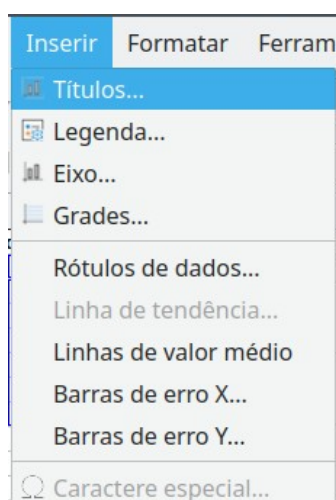 Inserir Formatar Ferram
Títulos...
Legenda...
Eixo...
Grades...
Rótulos de dados...
Linha de tendência...
Linhas de valor médio
Barras de erro X...
Barras de erro Y...
Caractere especial...